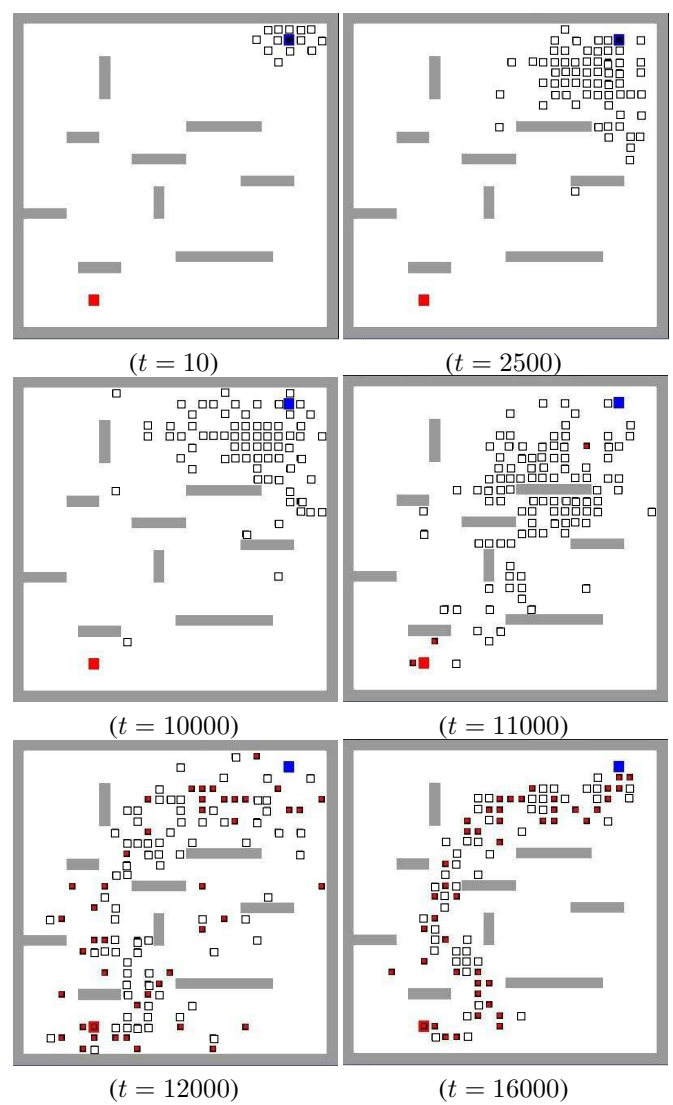 (t = 10)
(t = 2500)
(t = 10000)
(t = 11000)
(t = 12000)
(t = 16000)